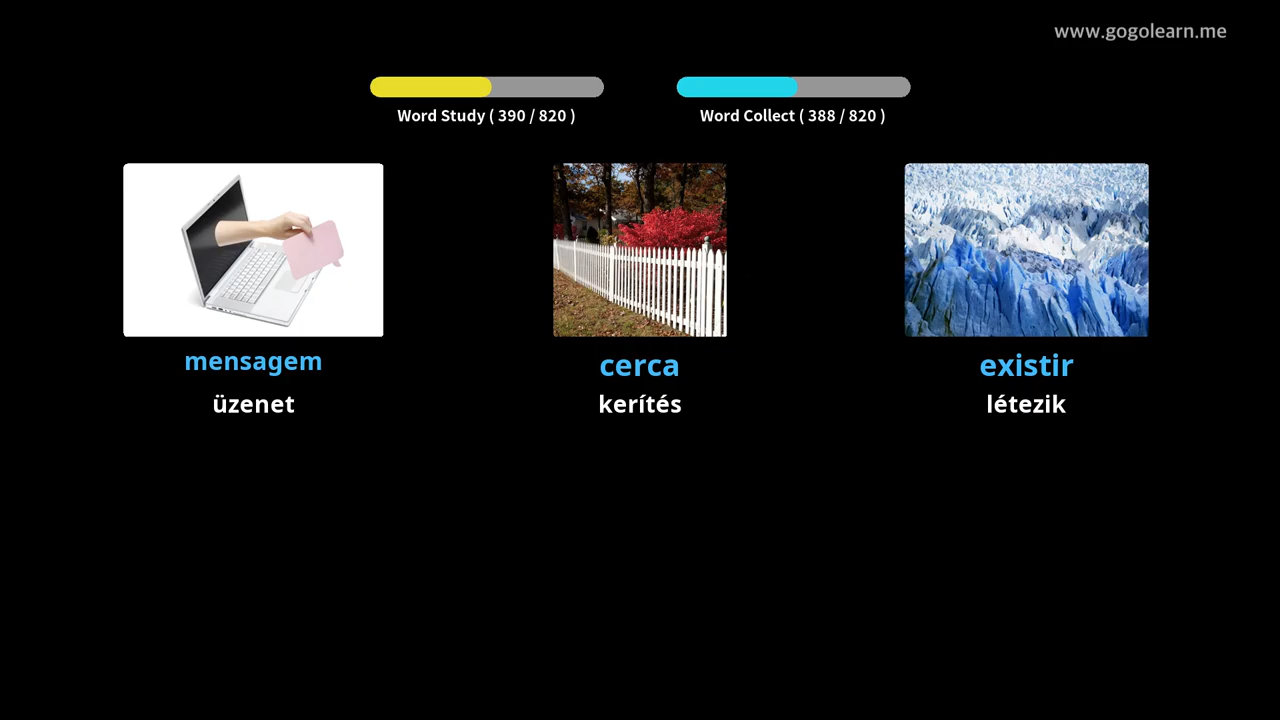 www.gogolearn.me
Word Study ( 390 / 820 )
Word Collect ( 388 / 820 )
mensagem
üzenet
cerca
kerítés
existir
létezik